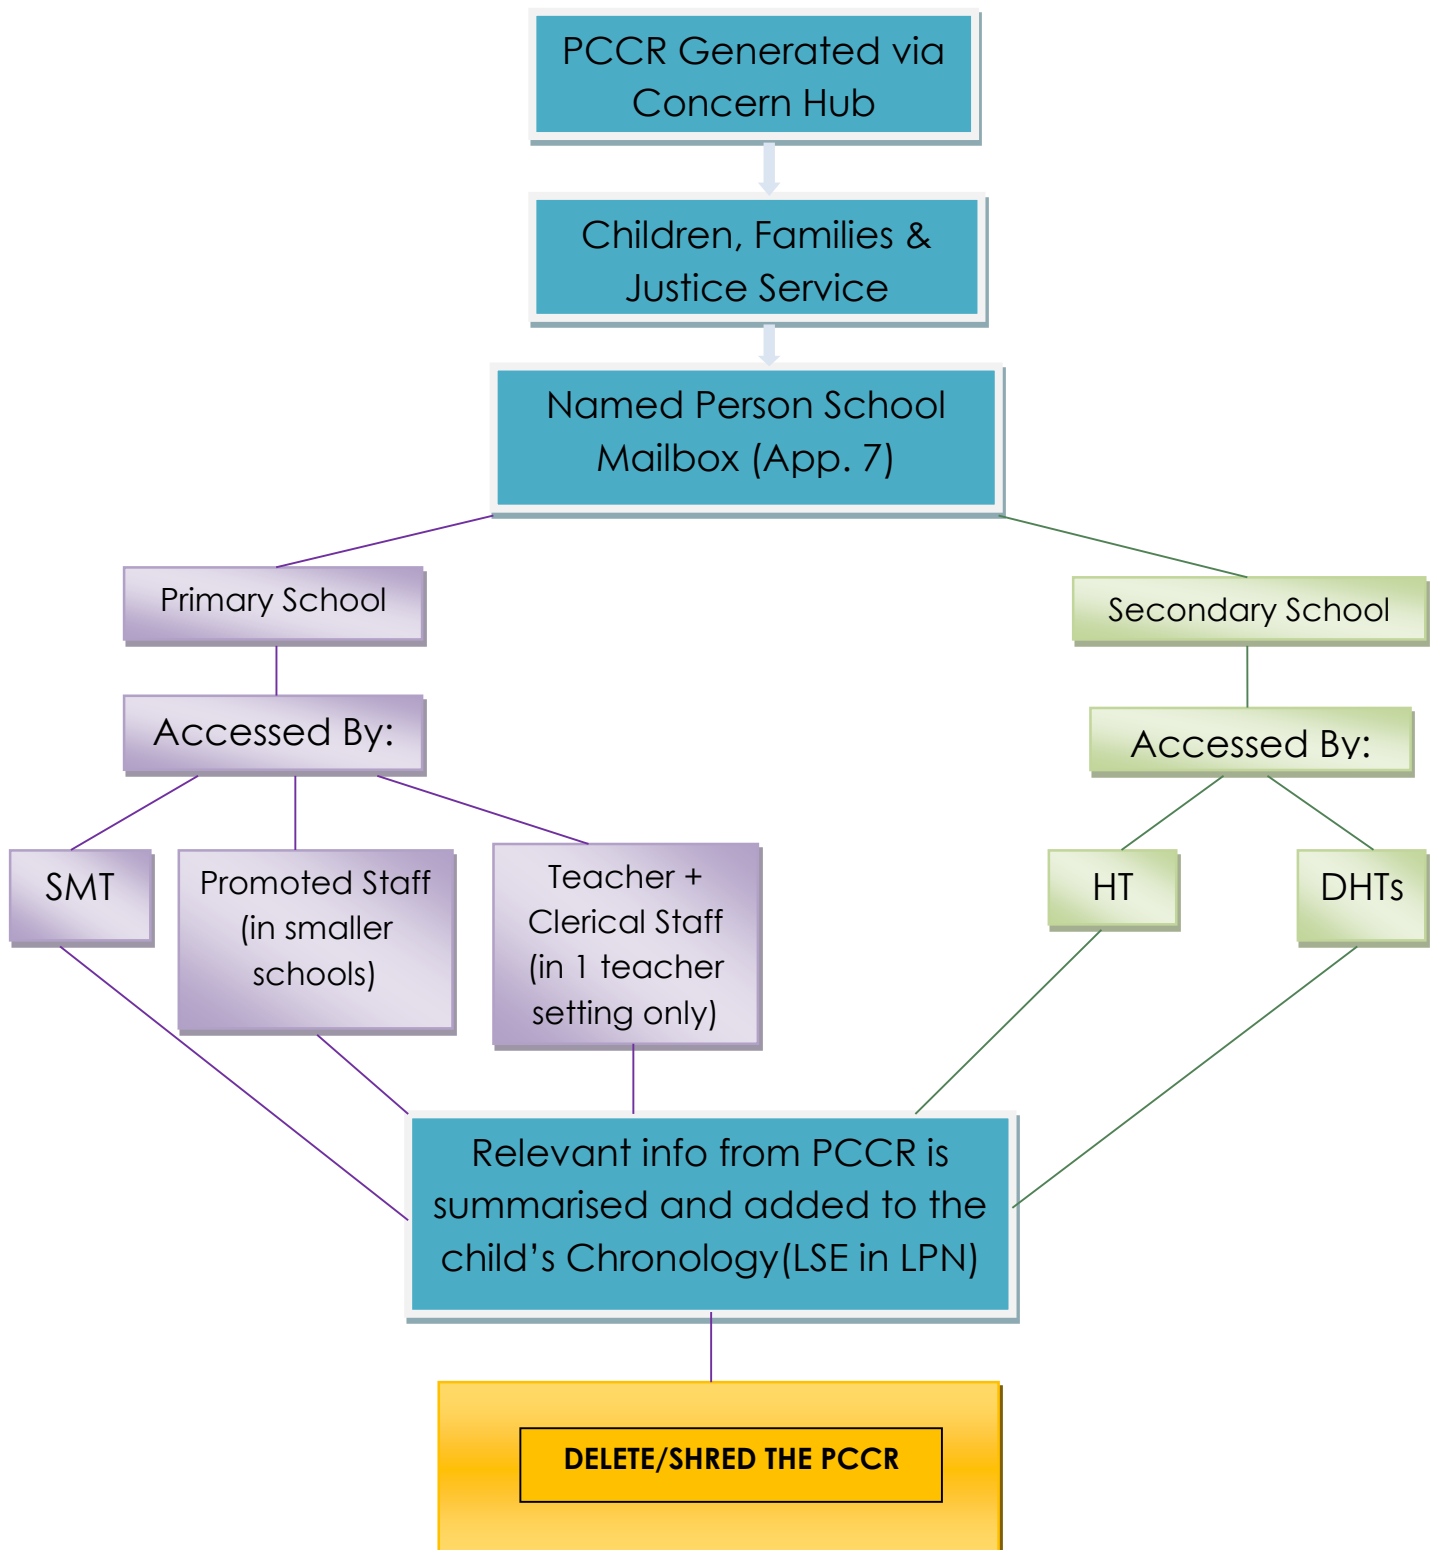 PCCR Generated via
Concern Hub
Children, Families &
Justice Service
Named Person School
Mailbox (App. 7)
Primary School
Secondary School
Accessed By:
Accessed By:
SMT
Promoted Staff
(in smaller
schools)
Teacher +
Clerical Staff
(in 1 teacher
setting only)
HT
DHTs
Relevant info from PCCR is
summarised and added to the
child’s Chronology(LSE in LPN)
DELETE/SHRED THE PCCR